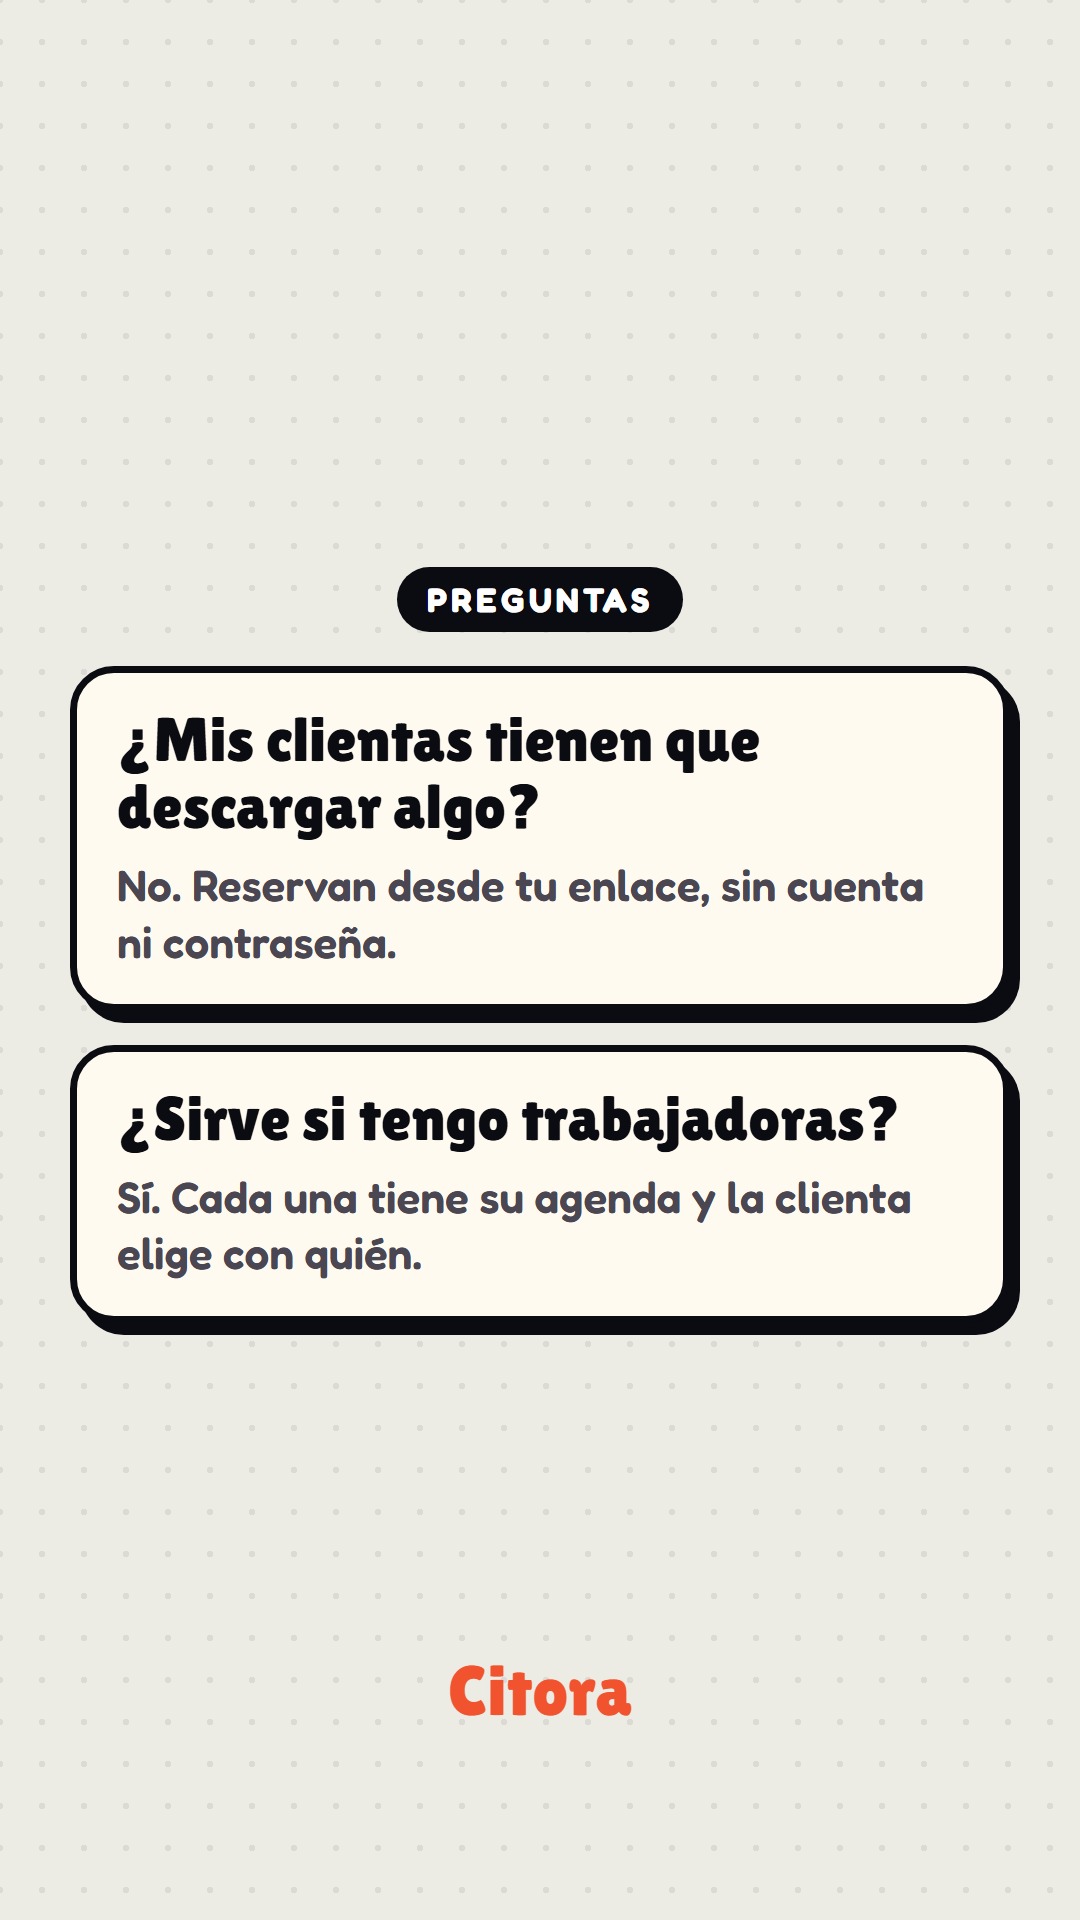 PREGUNTAS
¿Mis clientas tienen que
descargar algo?
No. Reservan desde tu enlace, sin cuenta
ni contraseña.
¿Sirve si tengo trabajadoras?
Sí. Cada una tiene su agenda y la clienta
elige con quién.
Citora